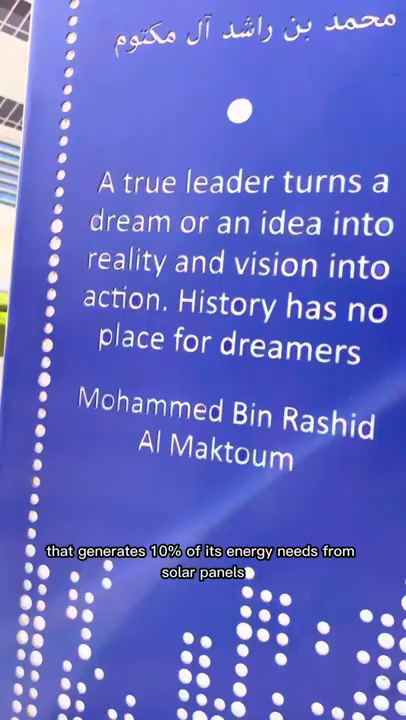 محمد بن راشد آل مكتوم
A true leader turns a
dream or an idea into
reality and vision into
action. History has no
place for dreamers
Mohammed Bin Rashid
Al Maktoum
that generates 10% of its energy needs from
solar panels